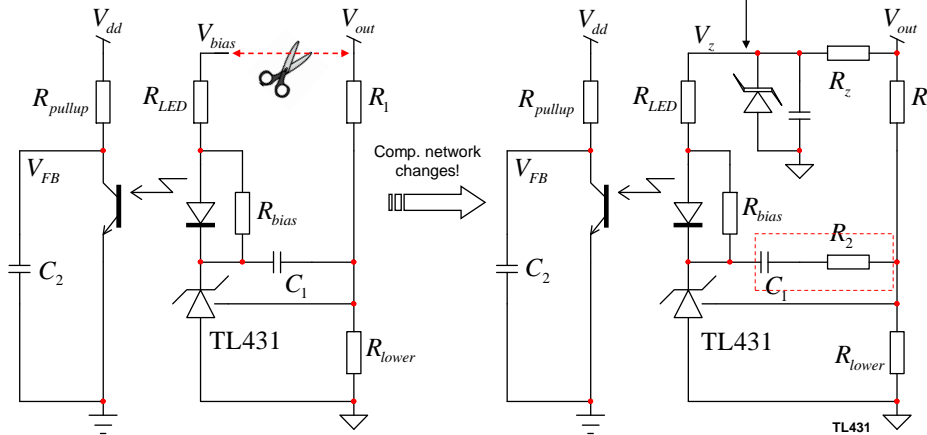 V_dd
V_bias
V_out
R_pullup
R_LED
R_1
V_FB
R_bias
C_2
C_1
TL431
R_lower
Comp. network
changes!
V_dd
V_z
V_out
R_pullup
R_LED
R_z
R
V_FB
R_bias
R_2
C_2
C_1
TL431
R_lower
TL431